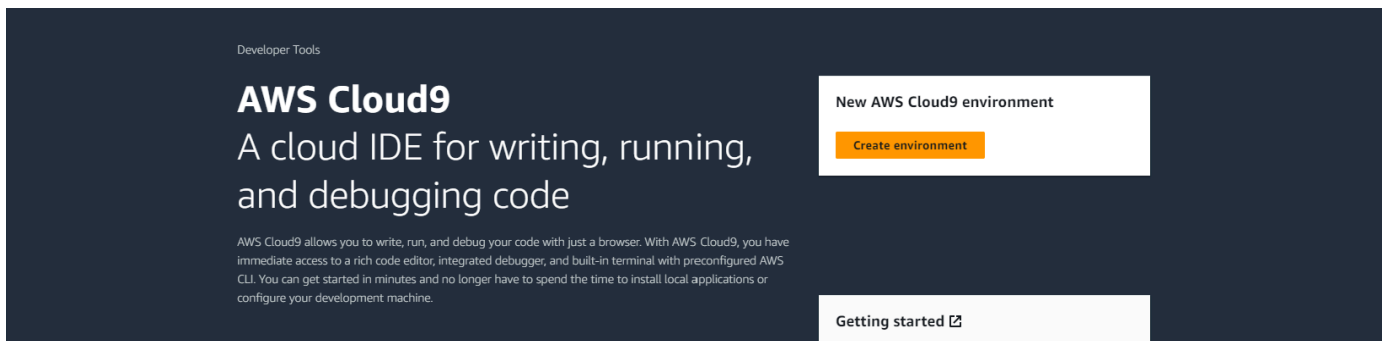 Developer Tools
AWS Cloud9
A cloud IDE for writing, running,
and debugging code
AWS Cloud9 allows you to write, run, and debug your code with just a browser. With AWS Cloud9, you have
immediate access to a rich code editor, integrated debugger, and built-in terminal with preconfigured AWS
CLI. You can get started in minutes and no longer have to spend the time to install local applications or
configure your development machine.
New AWS Cloud9 environment
Create environment
Getting started